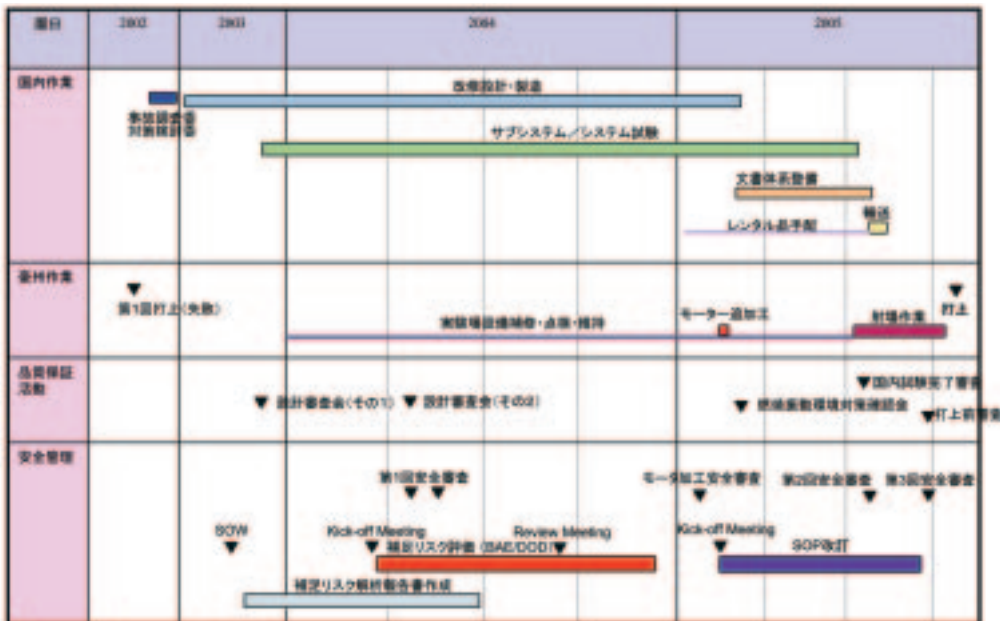 曜日 2002 2003 2004 2005
国内作業
改修設計・製造
事故調査委
対策検討委
サブシステム／システム試験
文書体系整備
輸送
レンタル品手配
豪州作業
第1回打上(失敗)
実験場設備補修・点検・維持
モーター追加工
射場作業
打上
品質保証
活動
国内試験完了審査
設計審査会(その1)
設計審査会(その2)
燃焼振動環境対策確認会
打上前審査
安全管理
第1回安全審査
モータ加工安全審査
第2回安全審査
第3回安全審査
SOW
Kick-off Meeting
Review Meeting
Kick-off Meeting
補足リスク評価 (BAE/DOD)
SOP改訂
補足リスク解析報告書作成